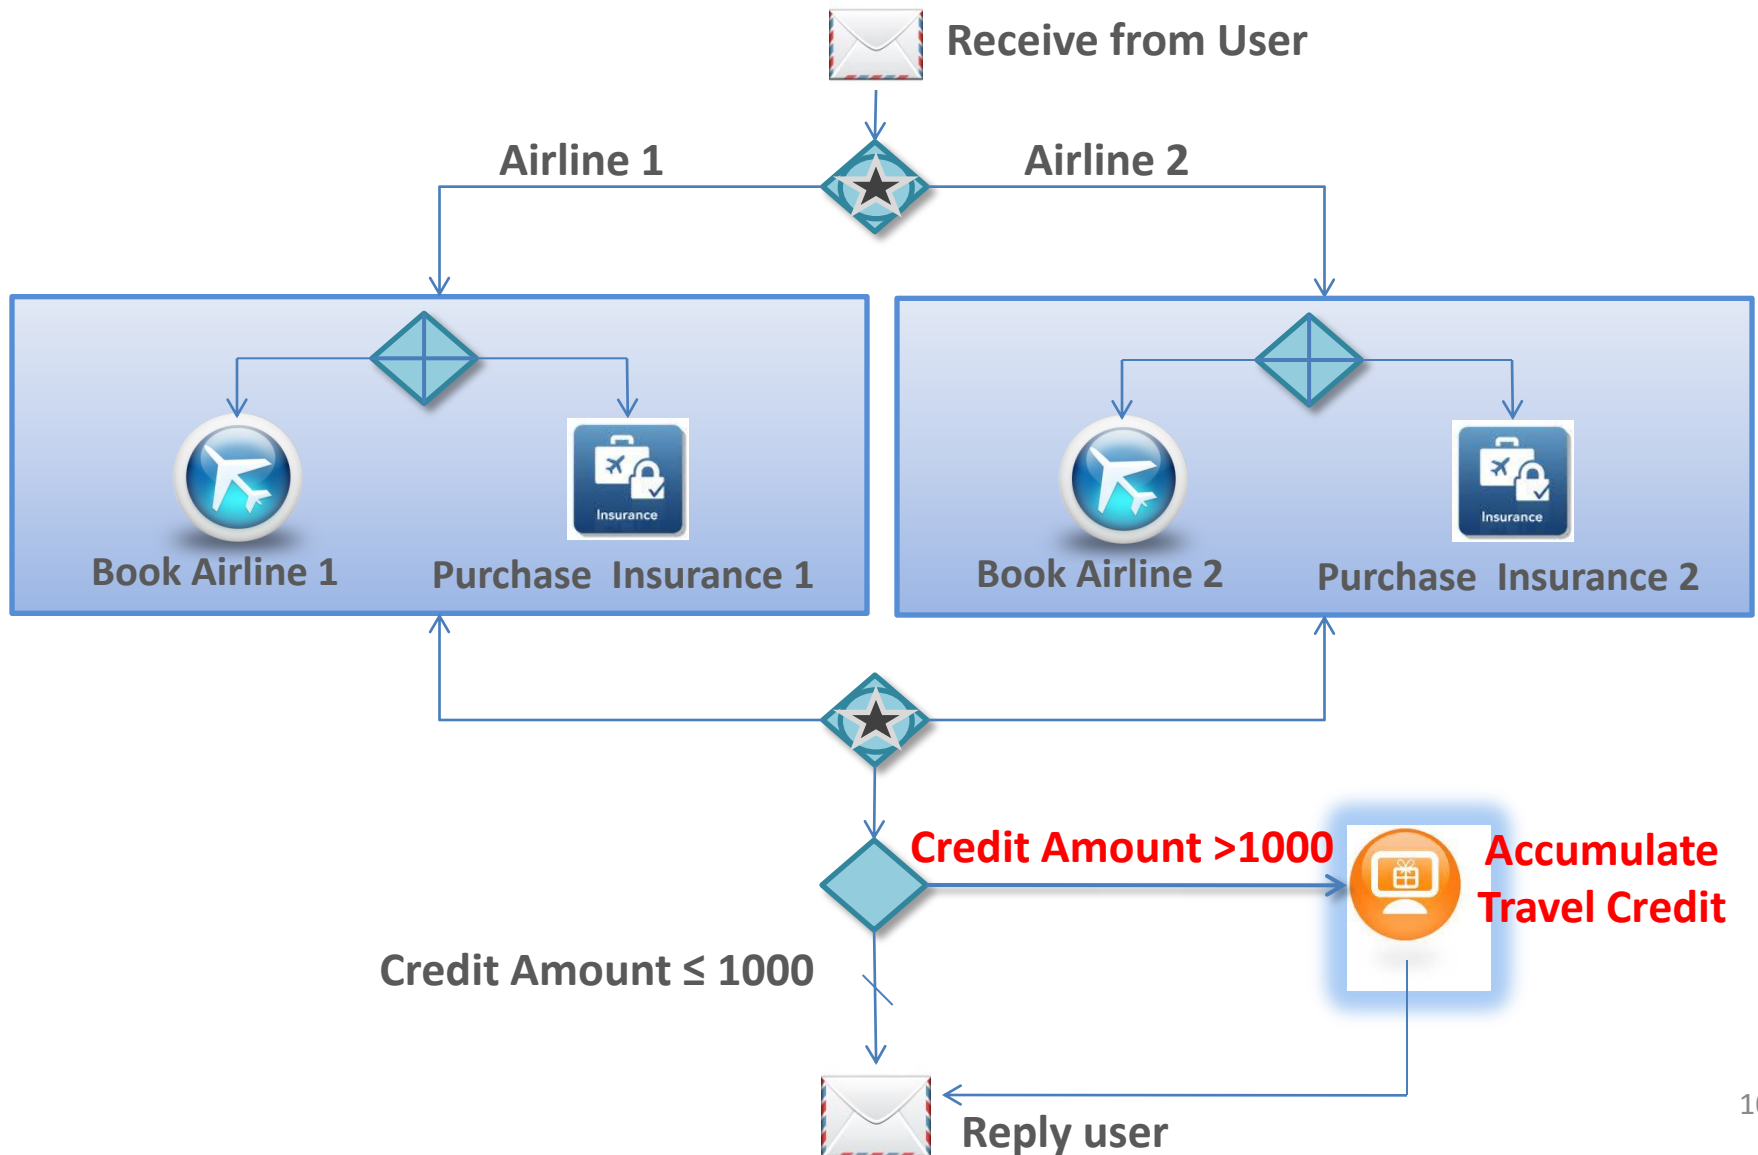 Receive from User
Airline 1
Airline 2
Insurance
Insurance
Book Airline 1
Purchase Insurance 1
Book Airline 2
Purchase Insurance 2
Credit Amount >1000
Accumulate
Travel Credit
Credit Amount ≤ 1000
Reply user